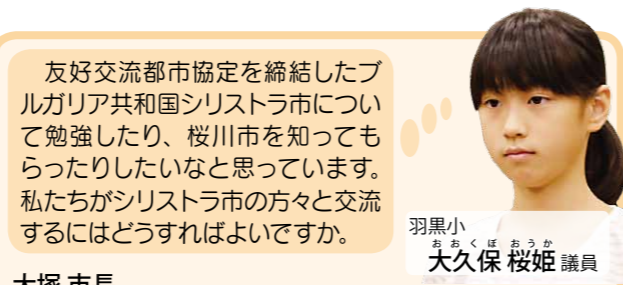 友好交流都市協定を締結したブ
ルガリア共和国シリストラ市につい
て勉強したり、桜川市を知っても
らったりしたいなと思っています。
私たちがシリストラ市の方々と交流
するにはどうすればよいですか。
羽黒小
おおくぼ おうか
大久保 桜姫 議員
大塚 市長